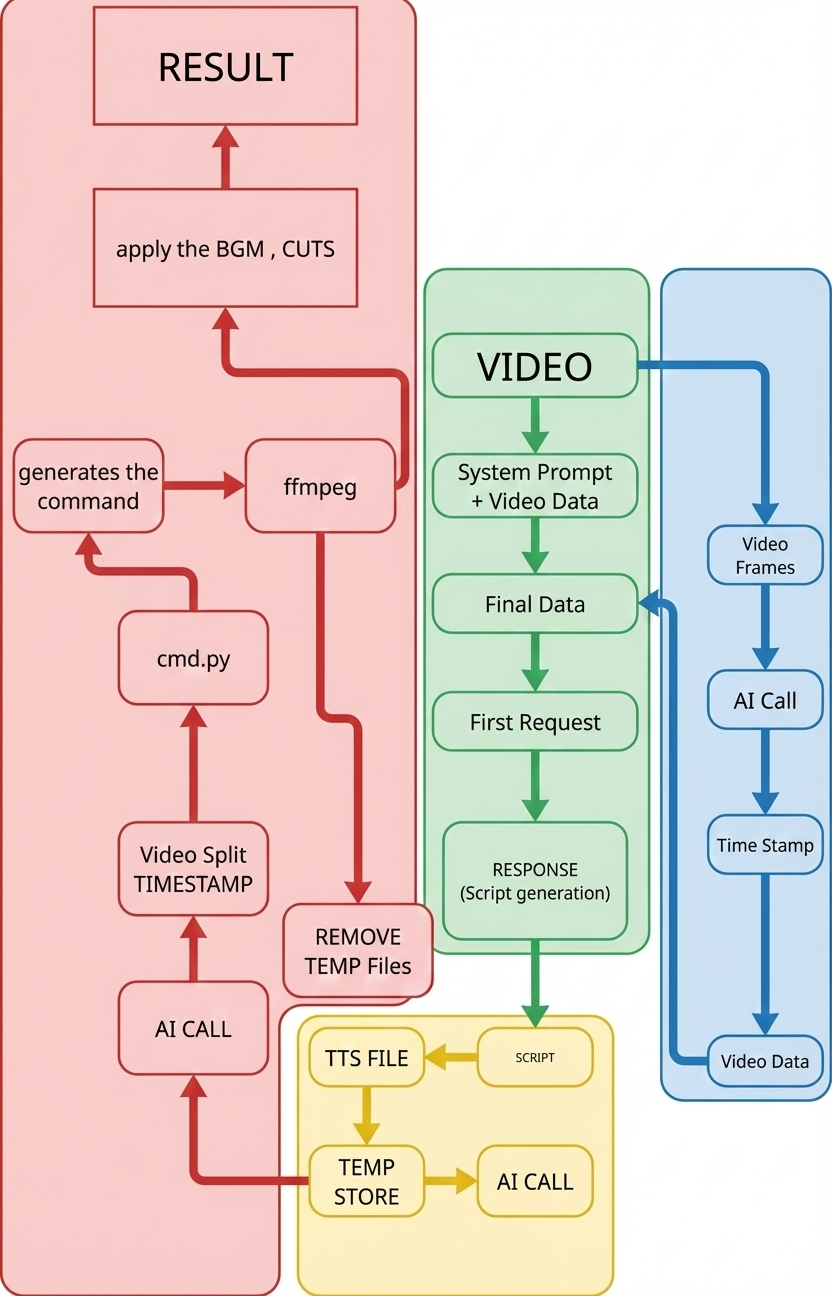 RESULT
apply the BGM , CUTS
generates the
command
ffmpeg
cmd.py
Video Split
TIMESTAMP
REMOVE
TEMP Files
AI CALL
VIDEO
System Prompt
+ Video Data
Final Data
First Request
RESPONSE
(Script generation)
Video
Frames
AI Call
Time Stamp
Video Data
TTS FILE
SCRIPT
TEMP
STORE
AI CALL